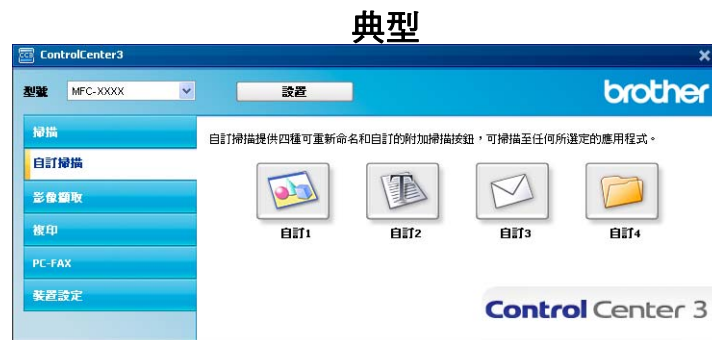 典型
ControlCenter3
型號 MFC-XXXX 設置 brother
掃描
自訂掃描提供四種可重新命名和自訂的附加掃描按鈕，可掃描至任何所選定的應用程式。
自訂掃描
影像擷取
複印
PC-FAX
裝置設定
自訂1 自訂2 自訂3 自訂4
Control Center 3